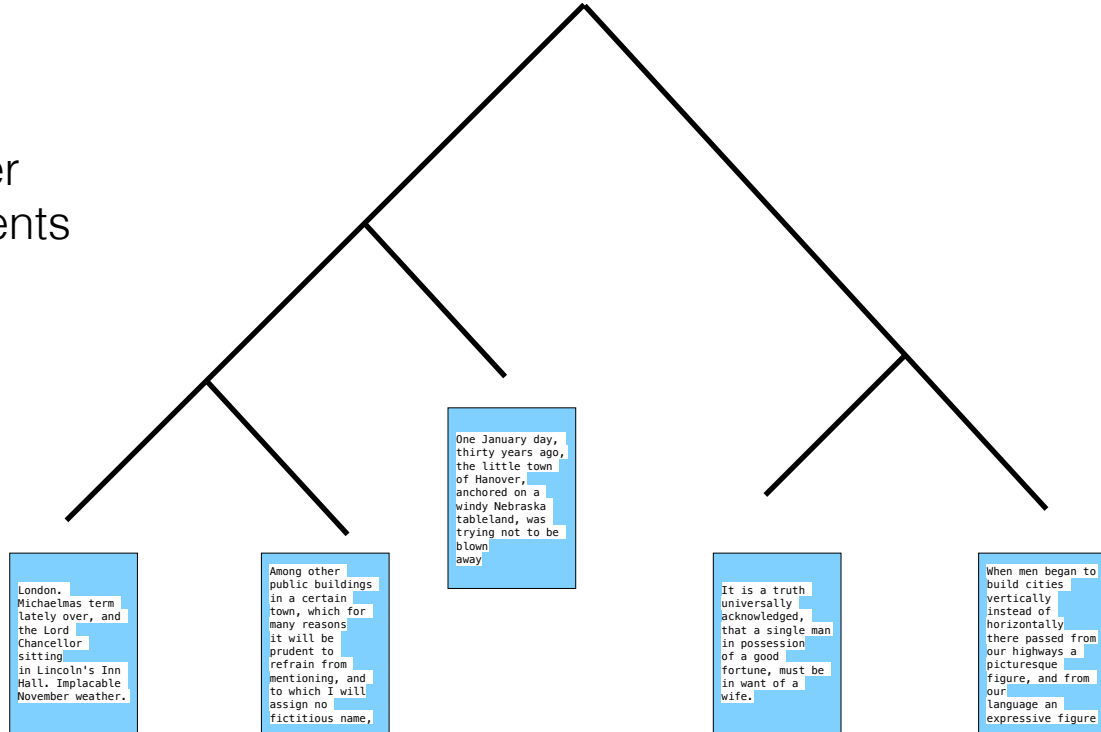 er
ents
One January day,
thirty years ago,
the little town
of Hanover,
anchored on a
windy Nebraska
tableland, was
trying not to be
blown
away
London.
Michaelmas term
lately over, and
the Lord
Chancellor
sitting
in Lincoln's Inn
Hall. Implacable
November weather.
Among other
public buildings
in a certain
town, which for
many reasons
it will be
prudent to
refrain from
mentioning, and
to which I will
assign no
fictitious name,
It is a truth
universally
acknowledged,
that a single man
in possession
of a good
fortune, must be
in want of a
wife.
When men began to
build cities
vertically
instead of
horizontally
there passed from
our highways a
picturesque
figure, and from
our
language an
expressive figure